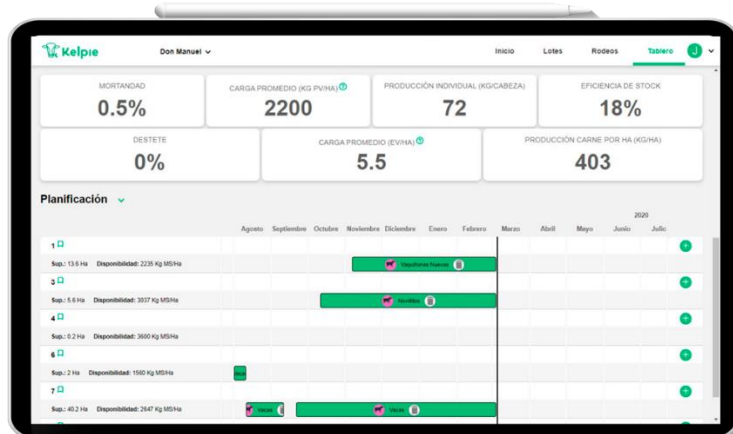 Kelpie Don Manuel Inicio Lotes Rodeos Tablero J
MORTANDAD
0.5%
CARGA PROMEDIO (KG PV/HA) ?
2200
PRODUCCIÓN INDIVIDUAL (KG/CABEZA)
72
EFICIENCIA DE STOCK
18%
DESTETE
0%
CARGA PROMEDIO (EV/HA) ?
5.5
PRODUCCIÓN CARNE POR HA (KG/HA)
403
Planificación
2020
Agosto Septiembre Octubre Noviembre Diciembre Enero Febrero Marzo Abril Mayo Junio Julio
1
Sup.: 13.6 Ha Disponibilidad: 2235 Kg MS/Ha Vaquillonas Nuevas
3
Sup.: 5.6 Ha Disponibilidad: 3037 Kg MS/Ha Novillos
4
Sup.: 0.2 Ha Disponibilidad: 3600 Kg MS/Ha
6
Sup.: 2 Ha Disponibilidad: 1560 Kg MS/Ha
7
Sup.: 40.2 Ha Disponibilidad: 2647 Kg MS/Ha Vacas Vacas